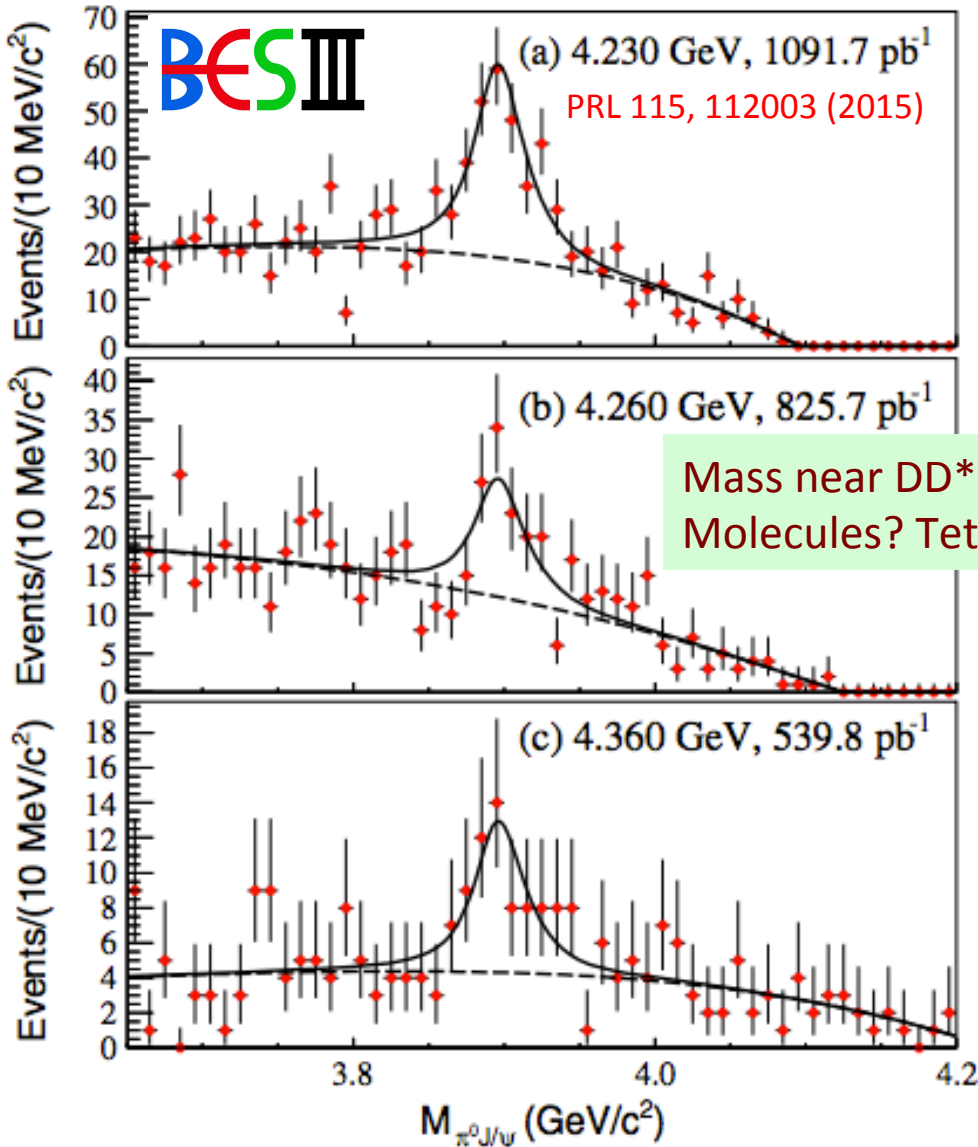 BESIII
(a) 4.230 GeV, 1091.7 pb⁻¹
PRL 115, 112003 (2015)
Events/(10 MeV/c²)
70
60
50
40
30
20
10
0
(b) 4.260 GeV, 825.7 pb⁻¹
Mass near DD*
Molecules? Tet
Events/(10 MeV/c²)
40
35
30
25
20
15
10
5
0
(c) 4.360 GeV, 539.8 pb⁻¹
Events/(10 MeV/c²)
18
16
14
12
10
8
6
4
2
0
3.8 4.0 4.2
M_π⁰J/ψ (GeV/c²)